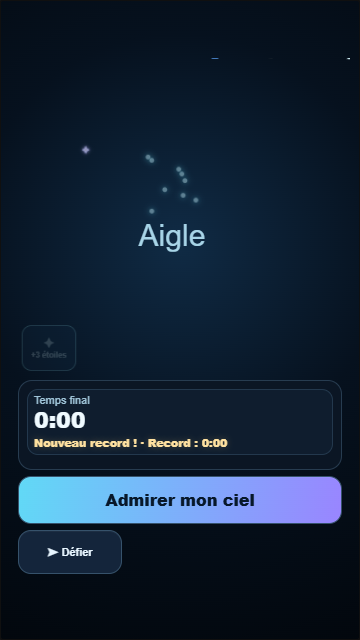 Aigle
+3 étoiles
Temps final
0:00
Nouveau record ! · Record : 0:00
Admirer mon ciel
➤ Défier